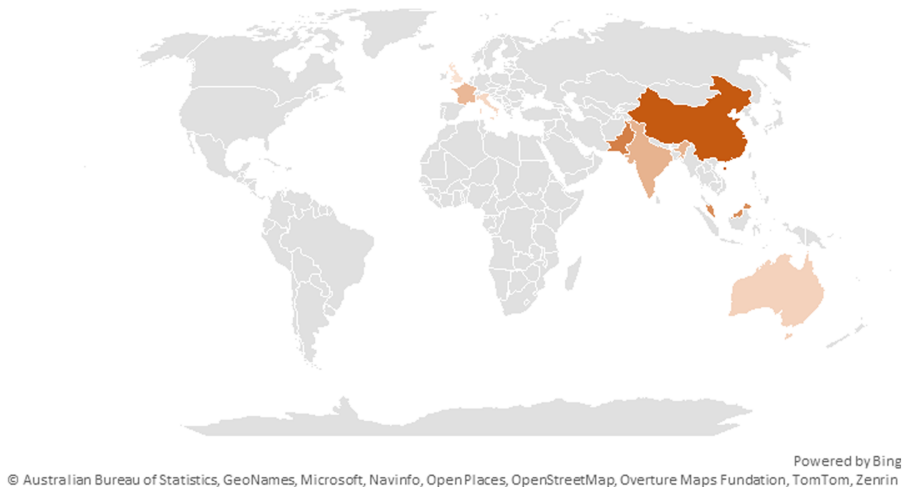 Powered by Bing
© Australian Bureau of Statistics, GeoNames, Microsoft, Navinfo, Open Places, OpenStreetMap, Overture Maps Fundation, TomTom, Zenrin